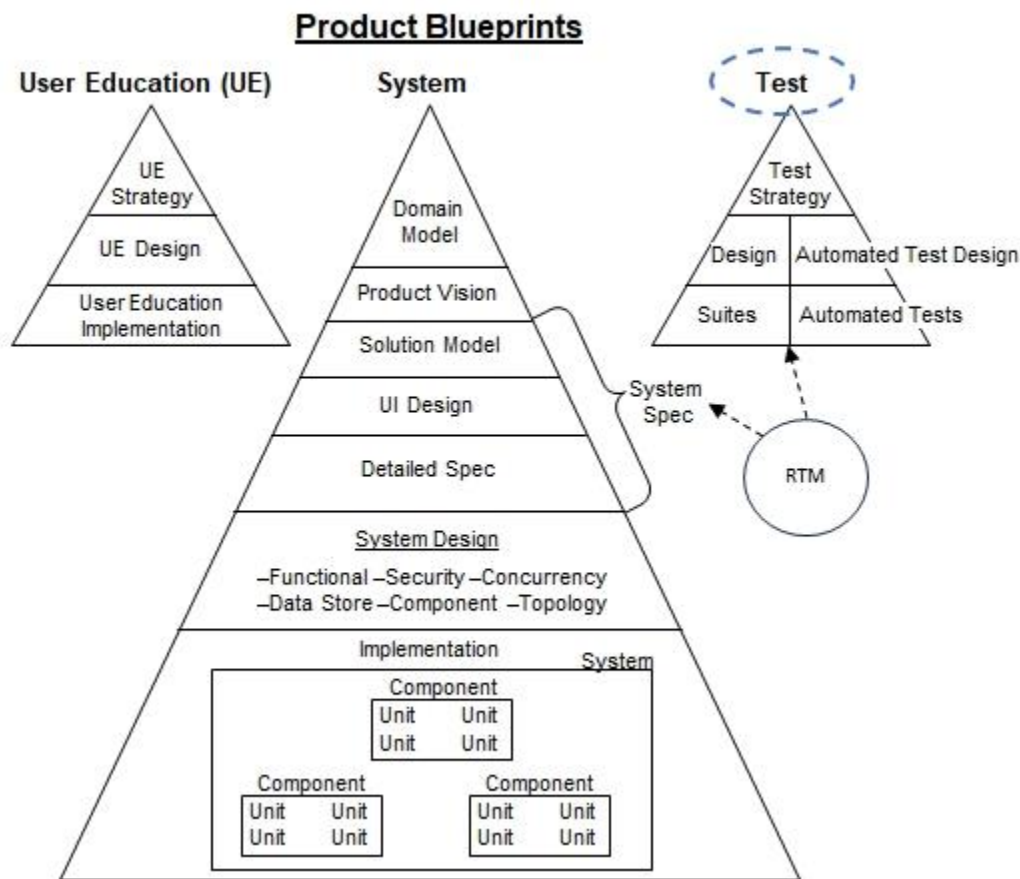 Product Blueprints
User Education (UE)
System
Test
UE
Strategy
UE Design
User Education
Implementation
Domain
Model
Product Vision
Solution Model
UI Design
Detailed Spec
System
Spec
Test
Strategy
Design
Automated Test Design
Suites
Automated Tests
RTM
System Design
–Functional –Security –Concurrency
–Data Store –Component –Topology
Implementation
System
Component
Unit Unit
Unit Unit
Component
Unit Unit
Unit Unit
Component
Unit Unit
Unit Unit